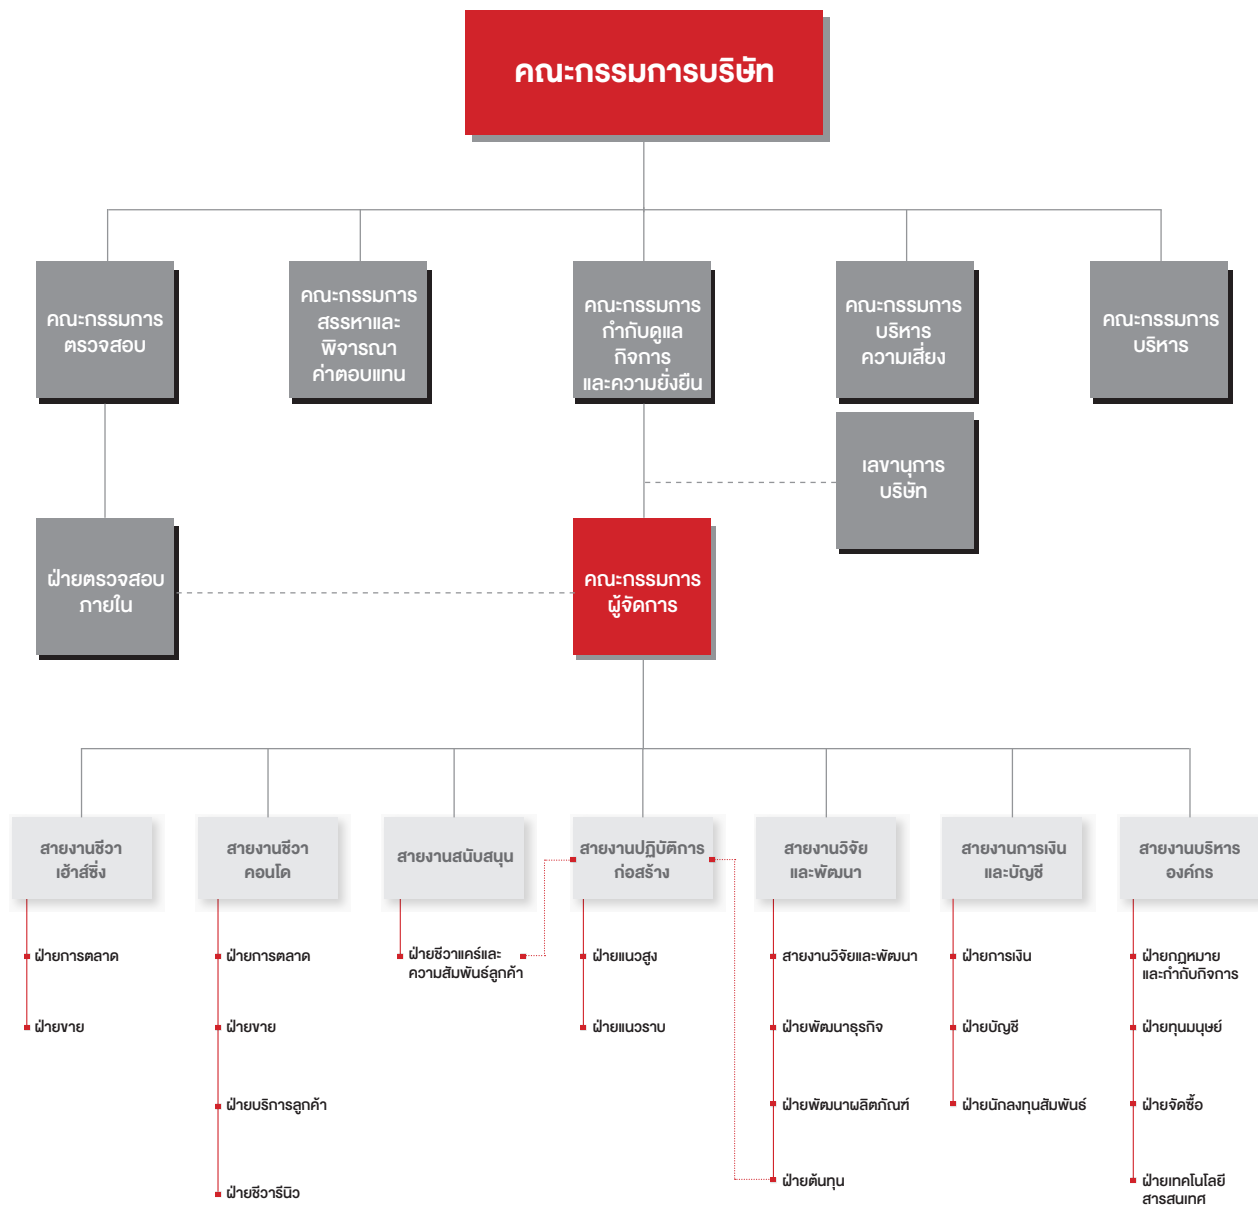 คณะกรรมการบริษัท
คณะกรรมการ
ตรวจสอบ
คณะกรรมการ
สรรหาและ
พิจารณา
ค่าตอบแทน
คณะกรรมการ
กำกับดูแล
กิจการ
และความยั่งยืน
คณะกรรมการ
บริหาร
ความเสี่ยง
คณะกรรมการ
บริหาร
เลขานุการ
บริษัท
ฝ่ายตรวจสอบ
ภายใน
คณะกรรมการ
ผู้จัดการ
สายงานชีวา
เฮ้าส์ซิ่ง
ฝ่ายการตลาด
ฝ่ายขาย
สายงานชีวา
คอนโด
ฝ่ายการตลาด
ฝ่ายขาย
ฝ่ายบริการลูกค้า
ฝ่ายชีวารีนิว
สายงานสนับสนุน
ฝ่ายชีวาแคร์และ
ความสัมพันธ์ลูกค้า
สายงานปฏิบัติการ
ก่อสร้าง
ฝ่ายแนวสูง
ฝ่ายแนวราบ
สายงานวิจัย
และพัฒนา
สายงานวิจัยและพัฒนา
ฝ่ายพัฒนาธุรกิจ
ฝ่ายพัฒนาผลิตภัณฑ์
ฝ่ายต้นทุน
สายงานการเงิน
และบัญชี
ฝ่ายการเงิน
ฝ่ายบัญชี
ฝ่ายนักลงทุนสัมพันธ์
สายงานบริหาร
องค์กร
ฝ่ายกฎหมาย
และกำกับกิจการ
ฝ่ายทุนมนุษย์
ฝ่ายจัดซื้อ
ฝ่ายเทคโนโลยี
สารสนเทศ